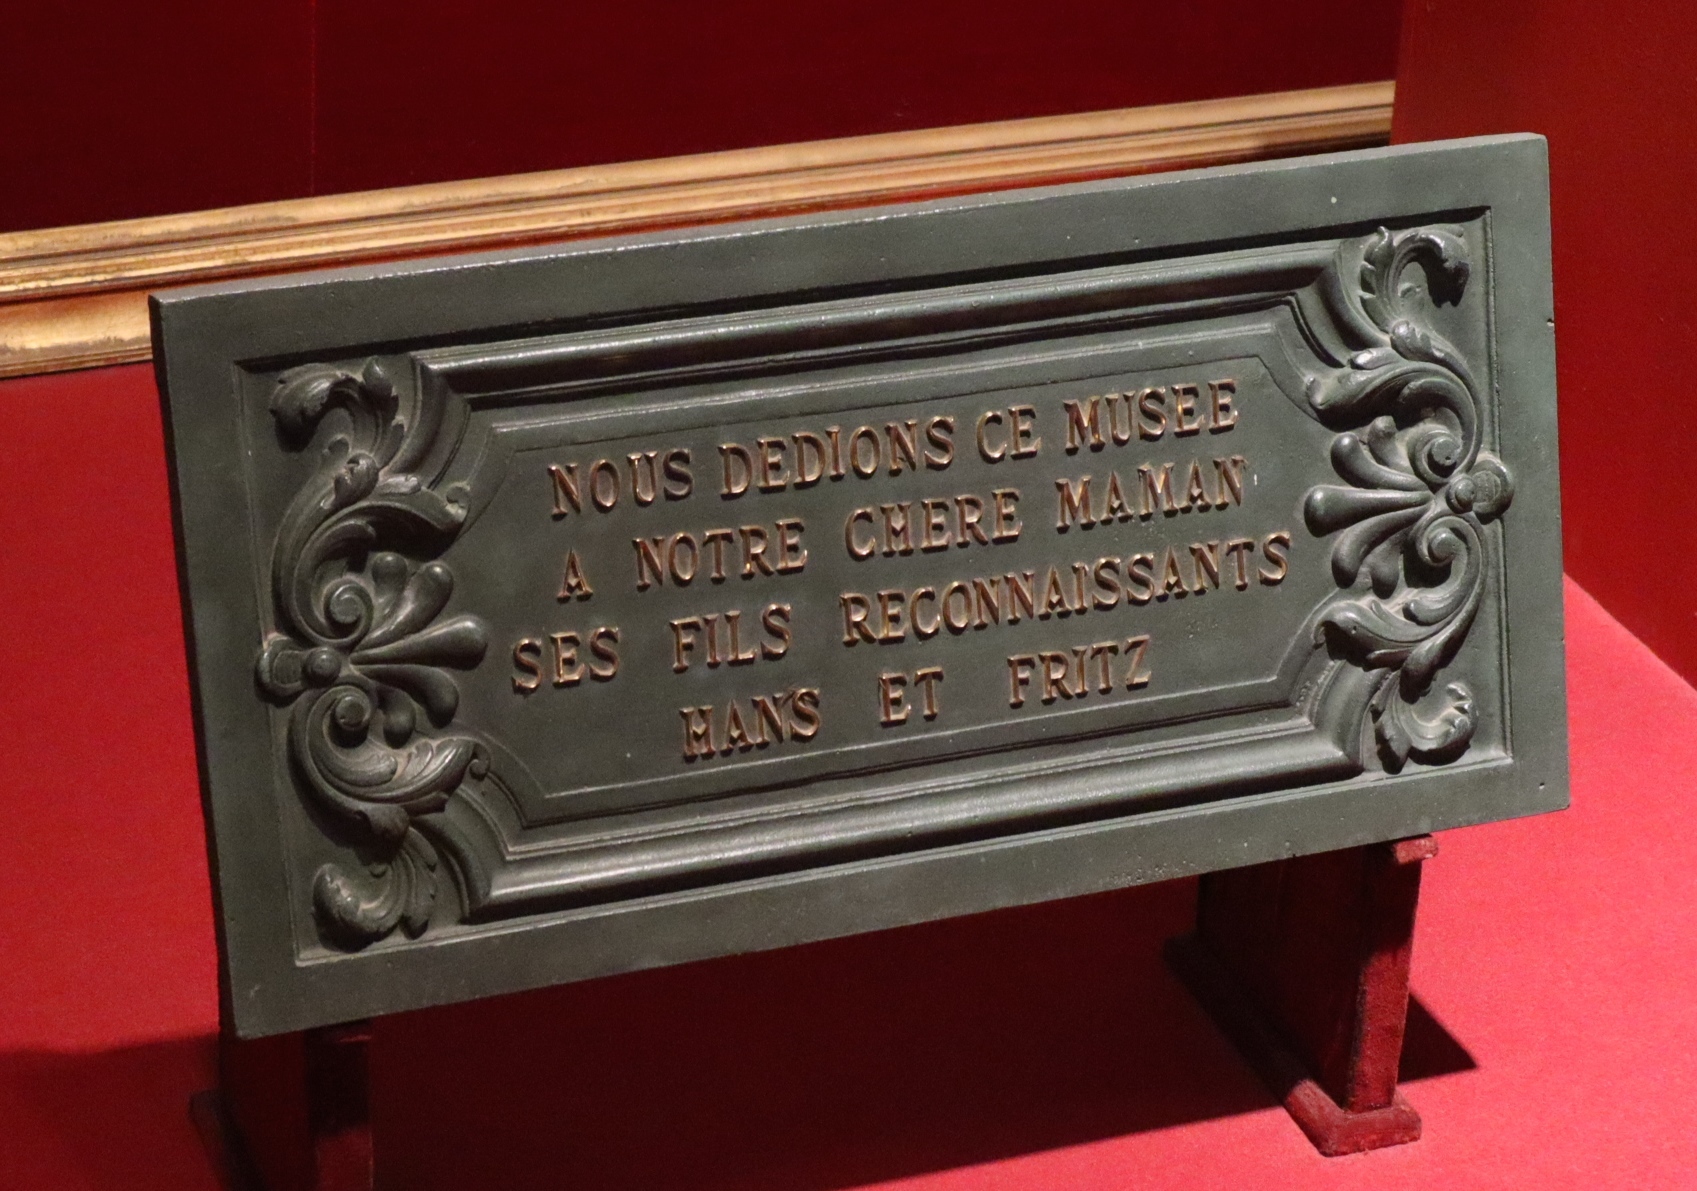 NOUS DEDIONS CE MUSEE
A NOTRE CHERE MAMAN
SES FILS RECONNAISSANTS
HANS ET FRITZ